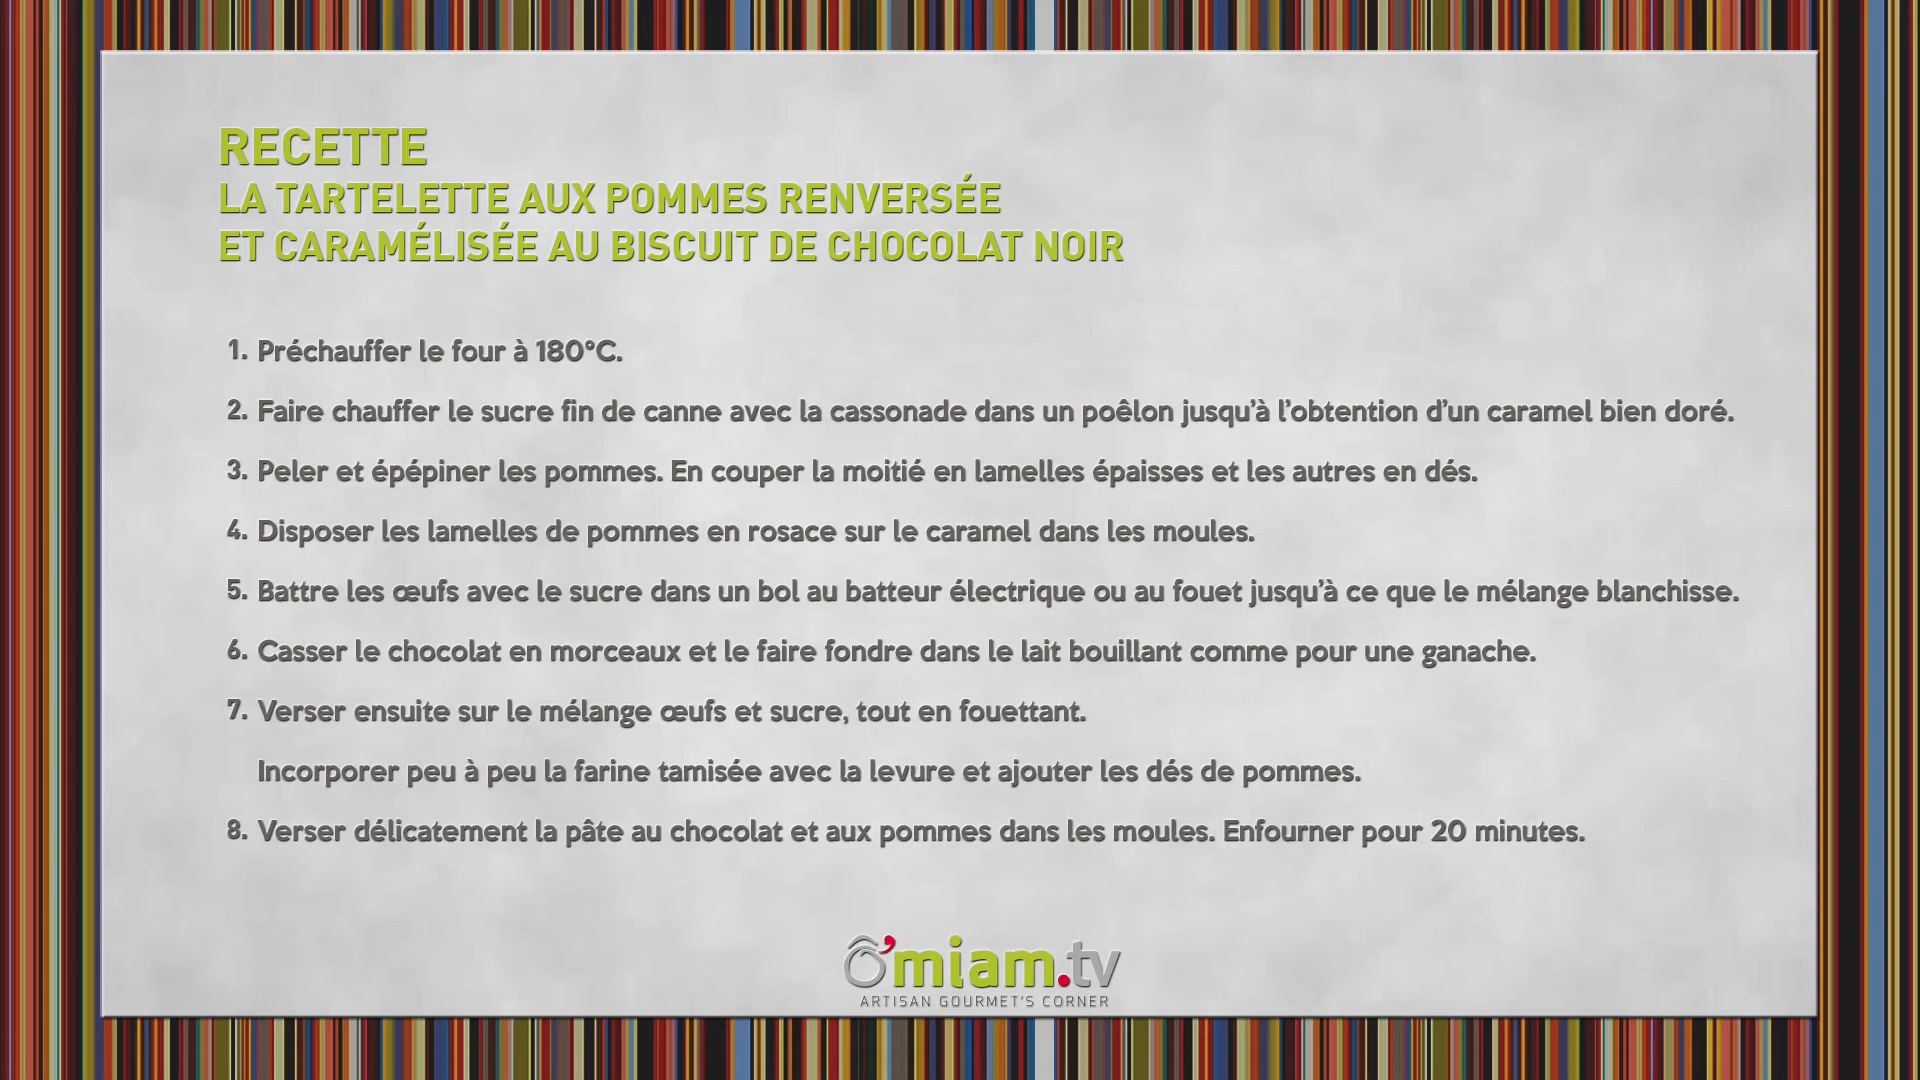 RECETTE
LA TARTELETTE AUX POMMES RENVERSÉE
ET CARAMÉLISÉE AU BISCUIT DE CHOCOLAT NOIR
1. Préchauffer le four à 180°C.
2. Faire chauffer le sucre fin de canne avec la cassonade dans un poêlon jusqu’à l’obtention d’un caramel bien doré.
3. Peler et épépiner les pommes. En couper la moitié en lamelles épaisses et les autres en dés.
4. Disposer les lamelles de pommes en rosace sur le caramel dans les moules.
5. Battre les œufs avec le sucre dans un bol au batteur électrique ou au fouet jusqu’à ce que le mélange blanchisse.
6. Casser le chocolat en morceaux et le faire fondre dans le lait bouillant comme pour une ganache.
7. Verser ensuite sur le mélange œufs et sucre, tout en fouettant.
Incorporer peu à peu la farine tamisée avec la levure et ajouter les dés de pommes.
8. Verser délicatement la pâte au chocolat et aux pommes dans les moules. Enfourner pour 20 minutes.
Ô’miam.tv
ARTISAN GOURMET’S CORNER